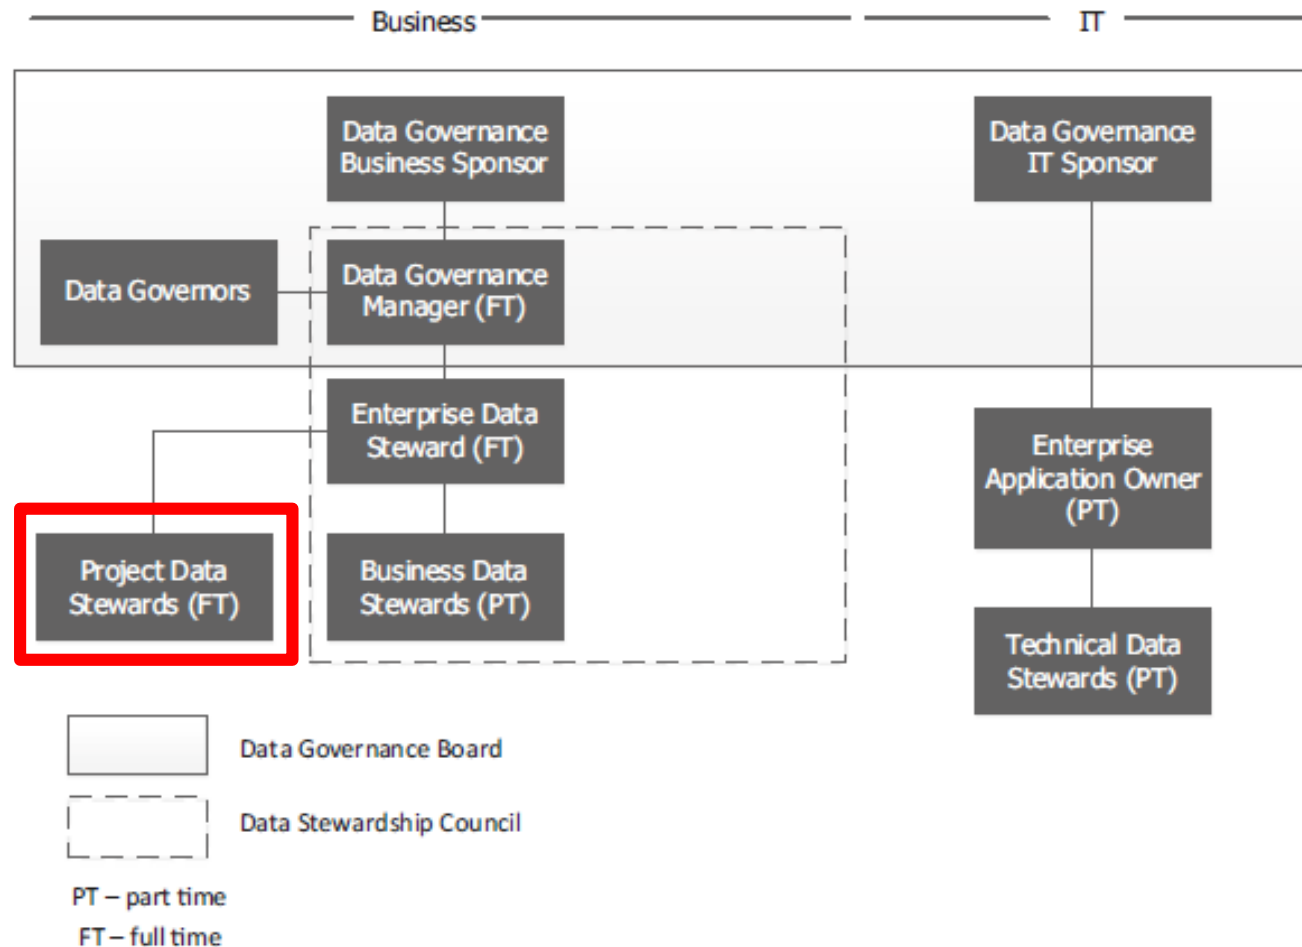 Business
IT
Data Governance
Business Sponsor
Data Governance
IT Sponsor
Data Governors
Data Governance
Manager (FT)
Enterprise Data
Steward (FT)
Enterprise
Application Owner
(PT)
Project Data
Stewards (FT)
Business Data
Stewards (PT)
Technical Data
Stewards (PT)
Data Governance Board
Data Stewardship Council
PT – part time
FT – full time